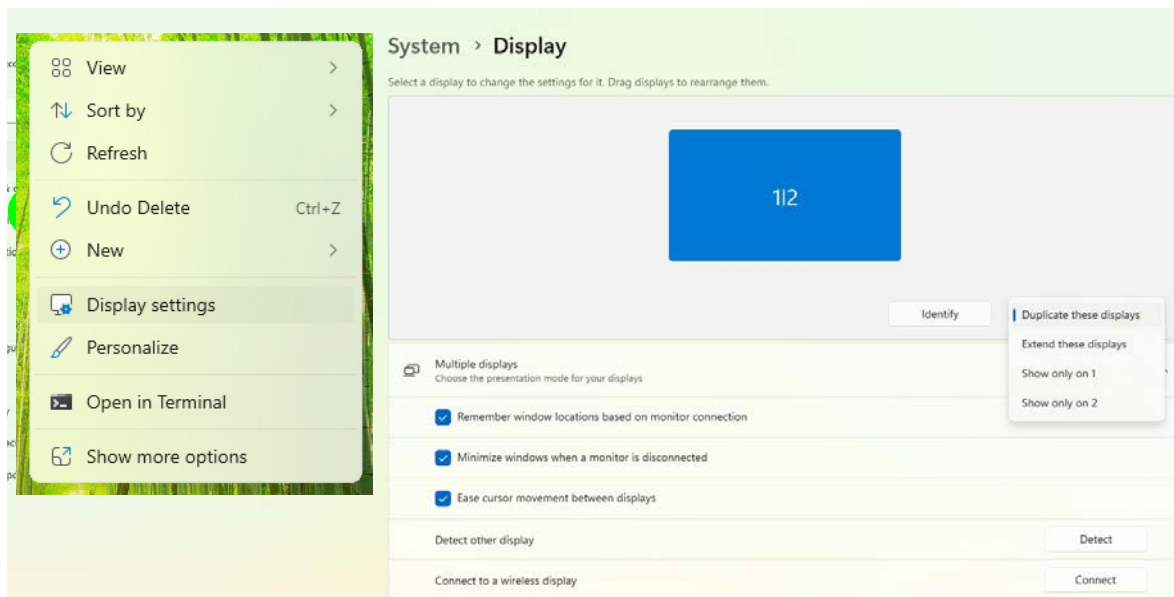 View
Sort by
Refresh
Undo Delete Ctrl+Z
New
Display settings
Personalize
Open in Terminal
Show more options
System > Display
Select a display to change the settings for it. Drag displays to rearrange them.
1|2
Identify
Duplicate these displays
Extend these displays
Show only on 1
Show only on 2
Multiple displays
Choose the presentation mode for your displays
Remember window locations based on monitor connection
Minimize windows when a monitor is disconnected
Ease cursor movement between displays
Detect other display
Detect
Connect to a wireless display
Connect